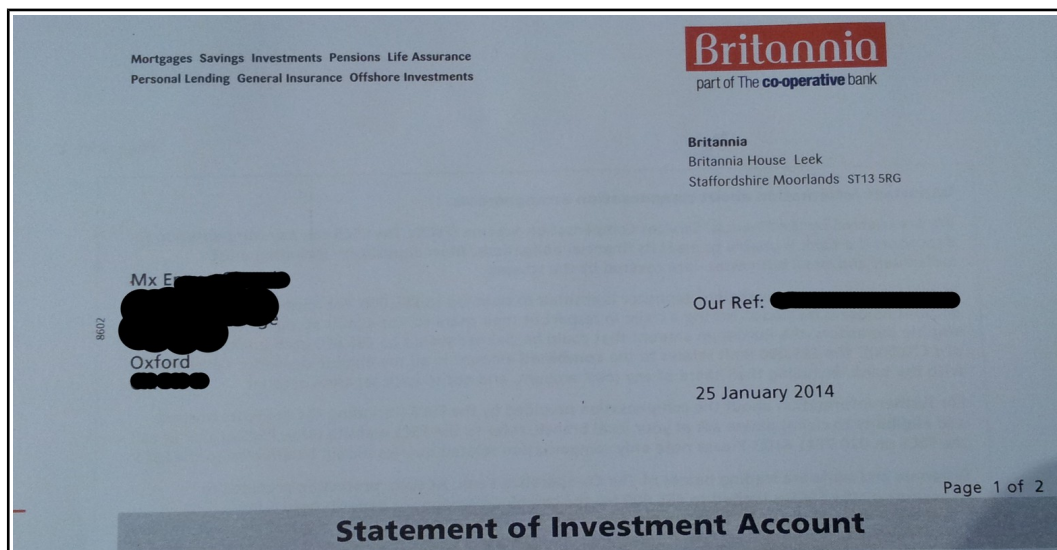 Mortgages Savings Investments Pensions Life Assurance
Personal Lending General Insurance Offshore Investments
Britannia
part of The co-operative bank
Britannia
Britannia House Leek
Staffordshire Moorlands ST13 5RG
Mx
8602
Oxford
Our Ref:
25 January 2014
Page 1 of 2
Statement of Investment Account